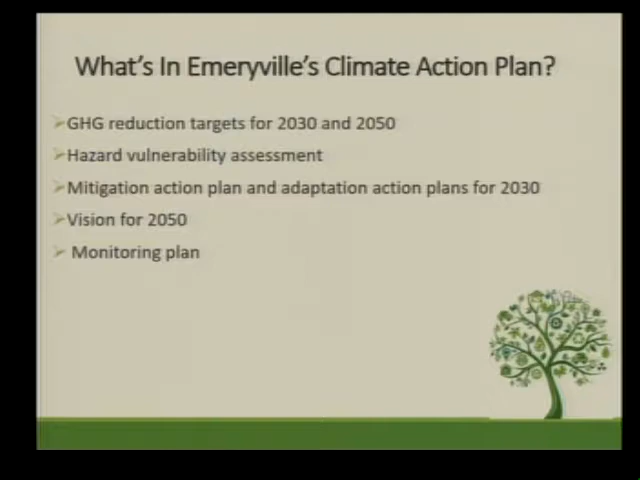 What's In Emeryville's Climate Action Plan?
GHG reduction targets for 2030 and 2050
Hazard vulnerability assessment
Mitigation action plan and adaptation action plans for 2030
Vision for 2050
Monitoring plan